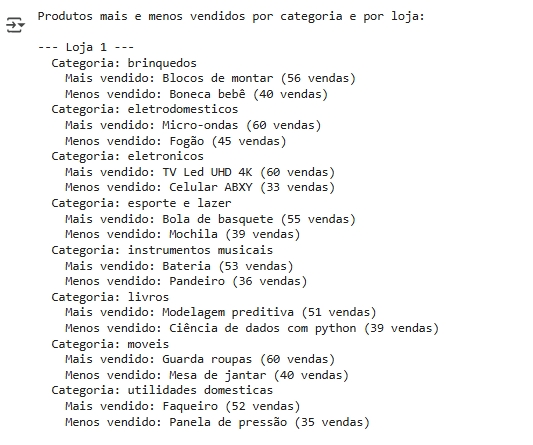 Produtos mais e menos vendidos por categoria e por loja:
--- Loja 1 ---
Categoria: brinquedos
Mais vendido: Blocos de montar (56 vendas)
Menos vendido: Boneca bebê (40 vendas)
Categoria: eletrodomesticos
Mais vendido: Micro-ondas (60 vendas)
Menos vendido: Fogão (45 vendas)
Categoria: eletronicos
Mais vendido: TV Led UHD 4K (60 vendas)
Menos vendido: Celular ABXY (33 vendas)
Categoria: esporte e lazer
Mais vendido: Bola de basquete (55 vendas)
Menos vendido: Mochila (39 vendas)
Categoria: instrumentos musicais
Mais vendido: Bateria (53 vendas)
Menos vendido: Pandeiro (36 vendas)
Categoria: livros
Mais vendido: Modelagem preditiva (51 vendas)
Menos vendido: Ciência de dados com python (39 vendas)
Categoria: moveis
Mais vendido: Guarda roupas (60 vendas)
Menos vendido: Mesa de jantar (40 vendas)
Categoria: utilidades domesticas
Mais vendido: Faqueiro (52 vendas)
Menos vendido: Panela de pressão (35 vendas)